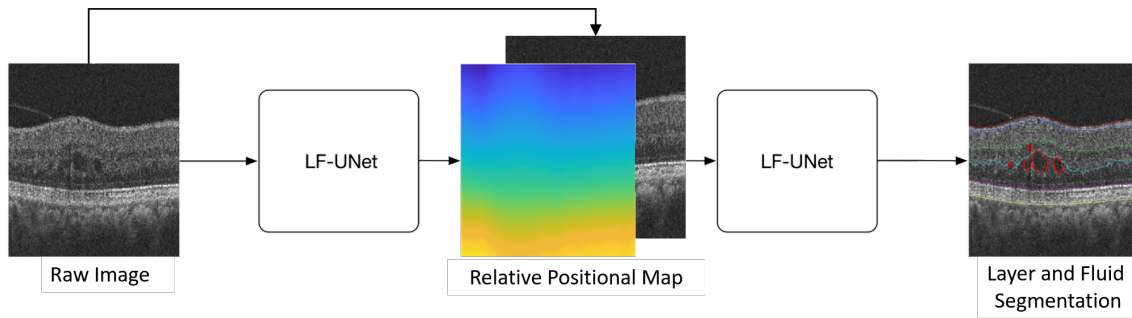 LF-UNet
LF-UNet
Raw Image
Relative Positional Map
Layer and Fluid
Segmentation